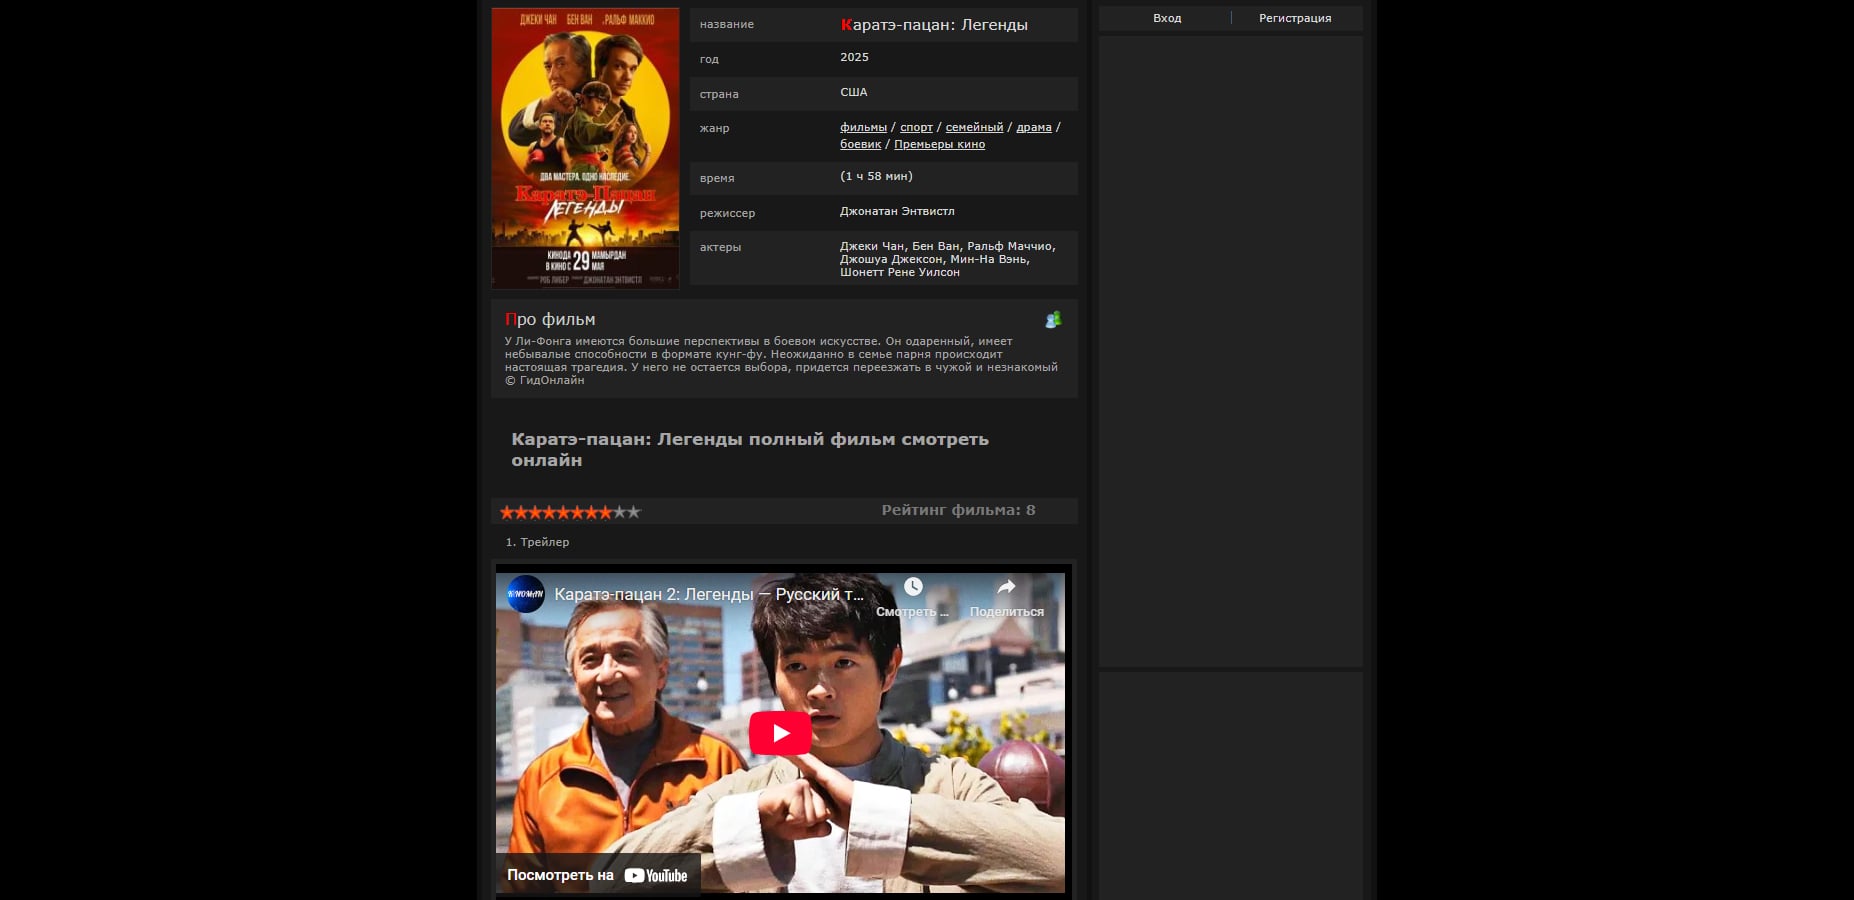 ДЖЕКИ ЧАН БЕН ВАН РАЛЬФ МАККИО
ДВА МАСТЕРА. ОДНО НАСЛЕДИЕ.
Каратэ-Пацан
ЛЕГЕНДЫ
КИНОДА 29 МАМЫРДАН
В КИНО С МАЯ
РОБ ЛИБЕР ДЖОНАТАН ЭНТВИСТЛ
название Каратэ-пацан: Легенды
год 2025
страна США
жанр фильмы / спорт / семейный / драма /
боевик / Премьеры кино
время (1 ч 58 мин)
режиссер Джонатан Энтвистл
актеры Джеки Чан, Бен Ван, Ральф Маччио,
Джошуа Джексон, Мин-На Вэнь,
Шонетт Рене Уилсон
Вход Регистрация
Про фильм
У Ли-Фонга имеются большие перспективы в боевом искусстве. Он одаренный, имеет
небывалые способности в формате кунг-фу. Неожиданно в семье парня происходит
настоящая трагедия. У него не остается выбора, придется переезжать в чужой и незнакомый
© ГидОнлайн
Каратэ-пацан: Легенды полный фильм смотреть
онлайн
Рейтинг фильма: 8
1. Трейлер
KINOMAN Каратэ-пацан 2: Легенды — Русский т...
Смотреть ... Поделиться
Посмотреть на YouTube